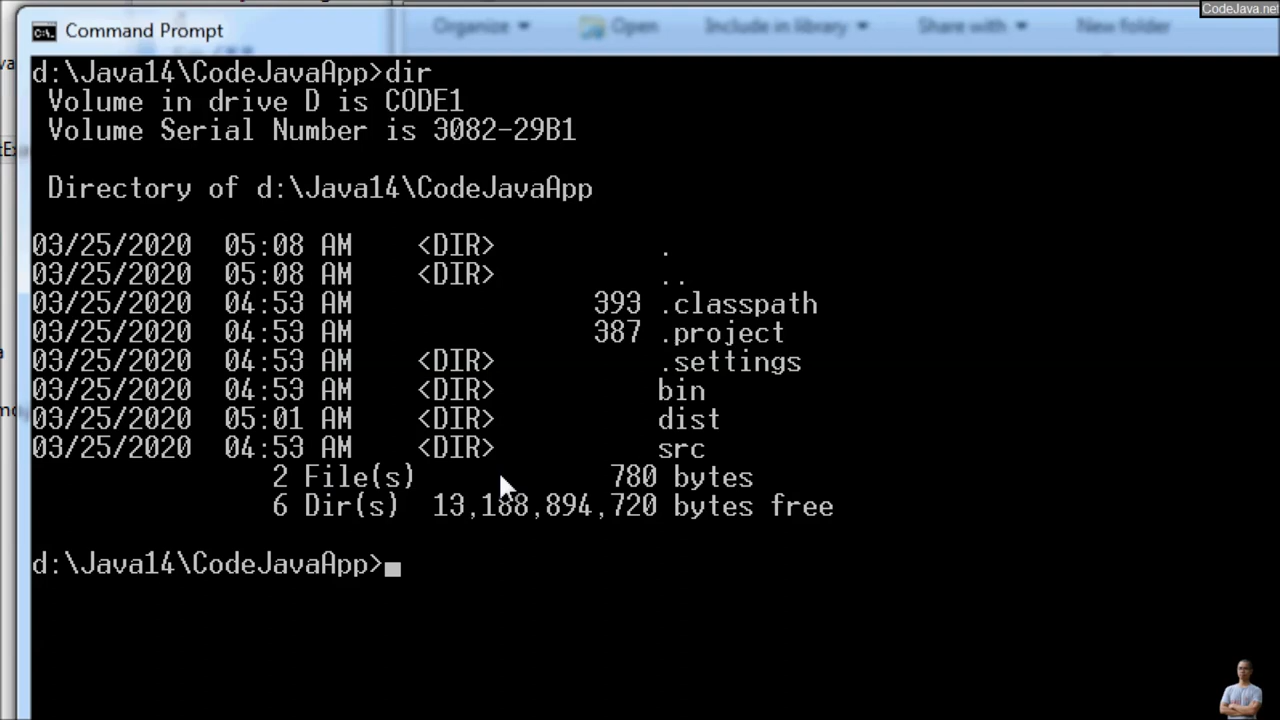 CodeJava.net
Organize Open Include in library Share with New folder
Command Prompt
d:\Java14\CodeJavaApp>dir
Volume in drive D is CODE1
Volume Serial Number is 3082-29B1
Directory of d:\Java14\CodeJavaApp
03/25/2020 05:08 AM <DIR> .
03/25/2020 05:08 AM <DIR> ..
03/25/2020 04:53 AM 393 .classpath
03/25/2020 04:53 AM 387 .project
03/25/2020 04:53 AM <DIR> .settings
03/25/2020 04:53 AM <DIR> bin
03/25/2020 05:01 AM <DIR> dist
03/25/2020 04:53 AM <DIR> src
2 File(s) 780 bytes
6 Dir(s) 13,188,894,720 bytes free
d:\Java14\CodeJavaApp>